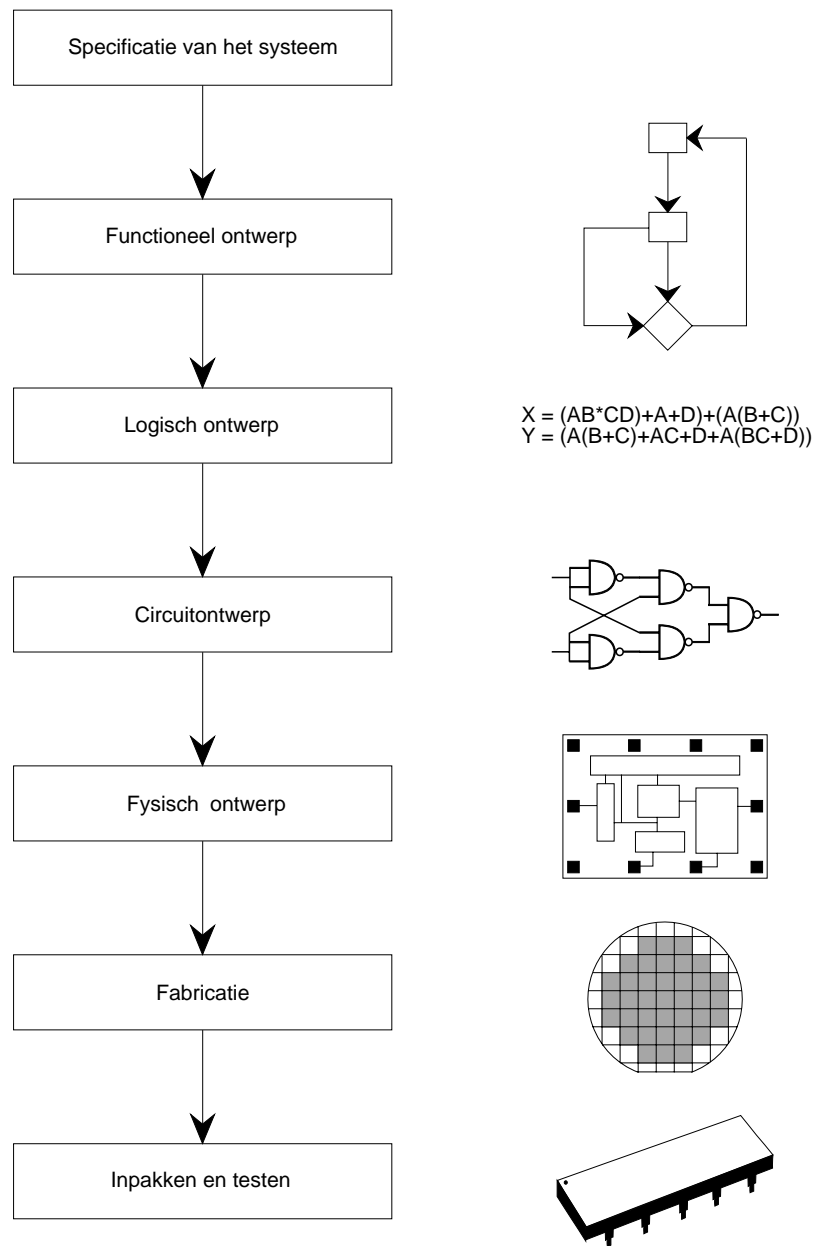 Specificatie van het systeem
Functioneel ontwerp
Logisch ontwerp
X = (AB*CD)+A+D)+(A(B+C))
Y = (A(B+C)+AC+D+A(BC+D))
Circuitontwerp
Fysisch ontwerp
Fabricatie
Inpakken en testen